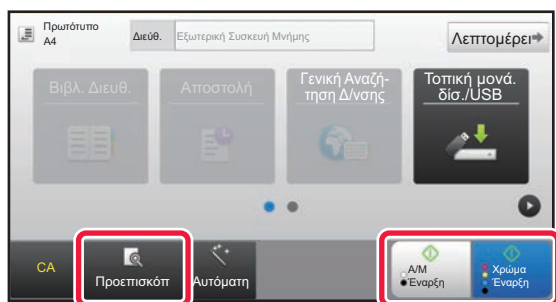 Πρωτότυπο
A4
Διεύθ.
Εξωτερική Συσκευή Μνήμης
Λεπτομέρει
Βιβλ. Διευθ.
Αποστολή
Γενική Αναζή-
τηση Δ/νσης
Τοπική μονά.
δίσ./USB
CA
Προεπισκόπ
Αυτόματη
Α/Μ
Έναρξη
Χρώμα
Έναρξη